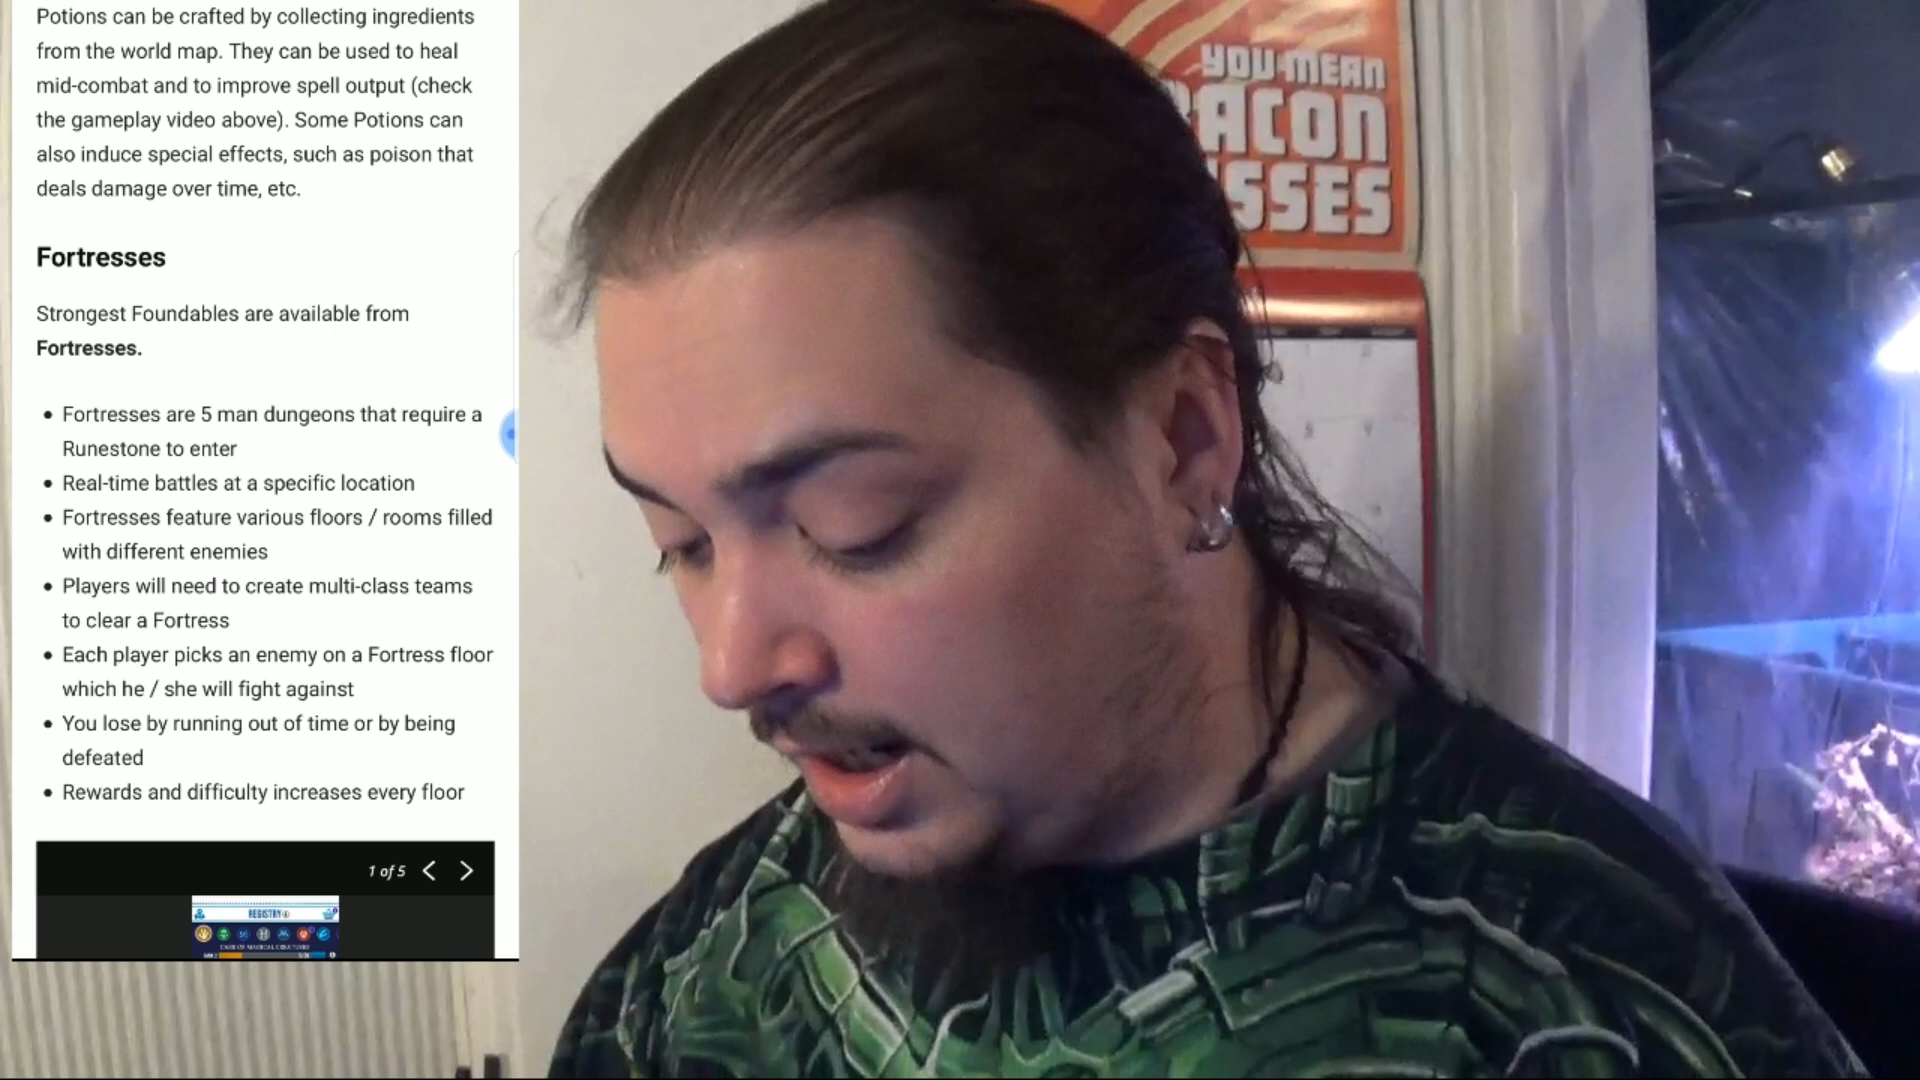 Potions can be crafted by collecting ingredients
from the world map. They can be used to heal
mid-combat and to improve spell output (check
the gameplay video above). Some Potions can
also induce special effects, such as poison that
deals damage over time, etc.
Fortresses
Strongest Foundables are available from
Fortresses.
• Fortresses are 5 man dungeons that require a
Runestone to enter
• Real-time battles at a specific location
• Fortresses feature various floors / rooms filled
with different enemies
• Players will need to create multi-class teams
to clear a Fortress
• Each player picks an enemy on a Fortress floor
which he / she will fight against
• You lose by running out of time or by being
defeated
• Rewards and difficulty increases every floor
1 of 5
REGISTRY
CARE OF MAGICAL CREATURES
YOU MEAN
ACON
SSES